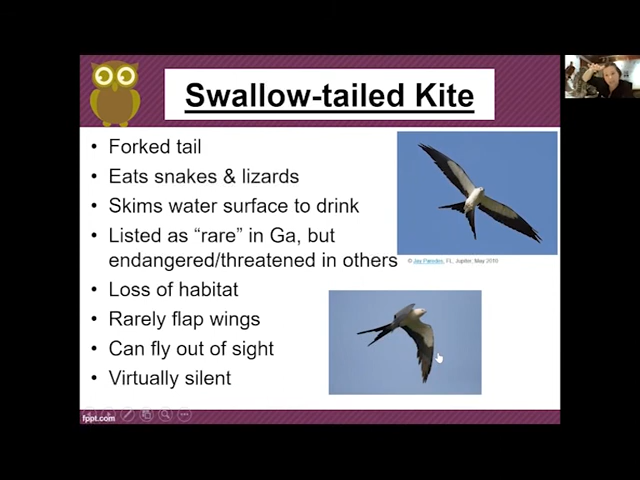 Swallow-tailed Kite
• Forked tail
• Eats snakes & lizards
• Skims water surface to drink
• Listed as “rare” in Ga, but
endangered/threatened in others
© Jay Paredes, FL, Jupiter, May 2010
• Loss of habitat
• Rarely flap wings
• Can fly out of sight
• Virtually silent
fppt.com